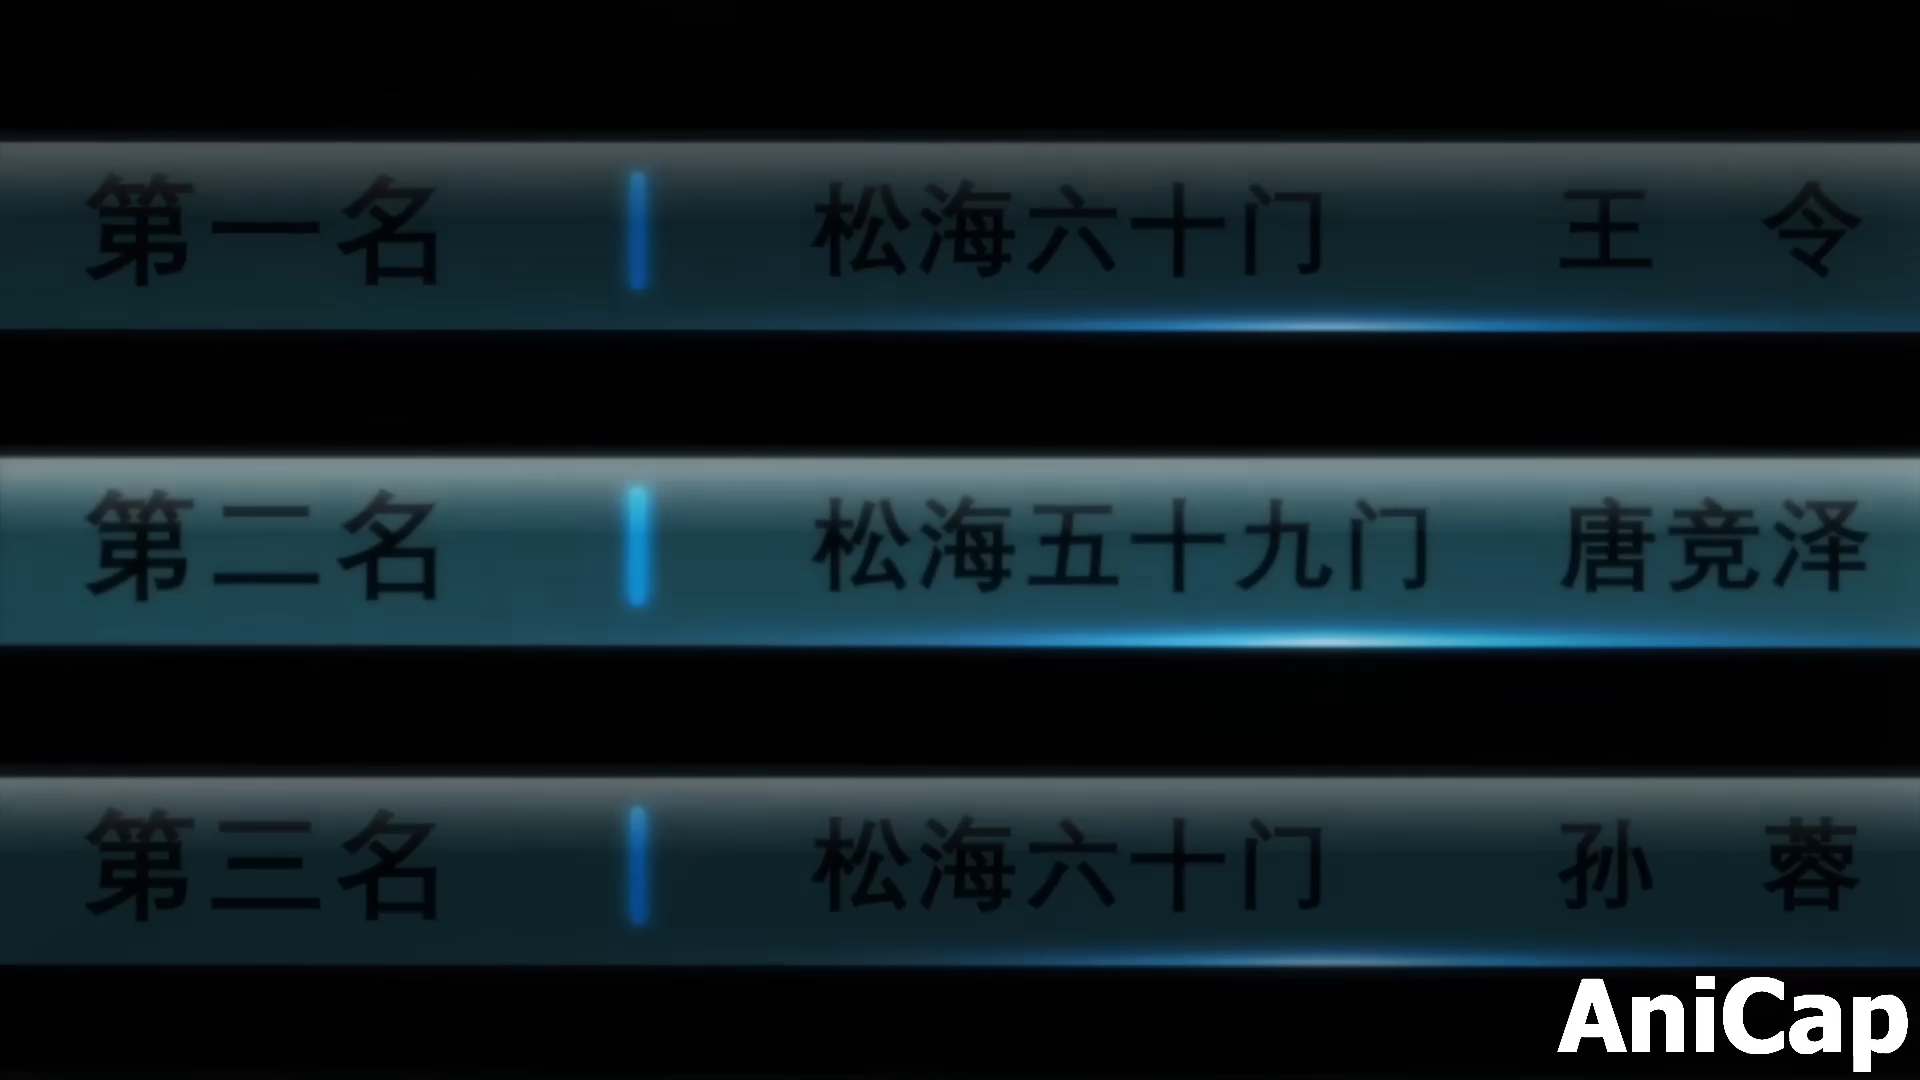 第一名 松海六十门 王 令
第二名 松海五十九门 唐竞泽
第三名 松海六十门 孙 蓉
AniCap